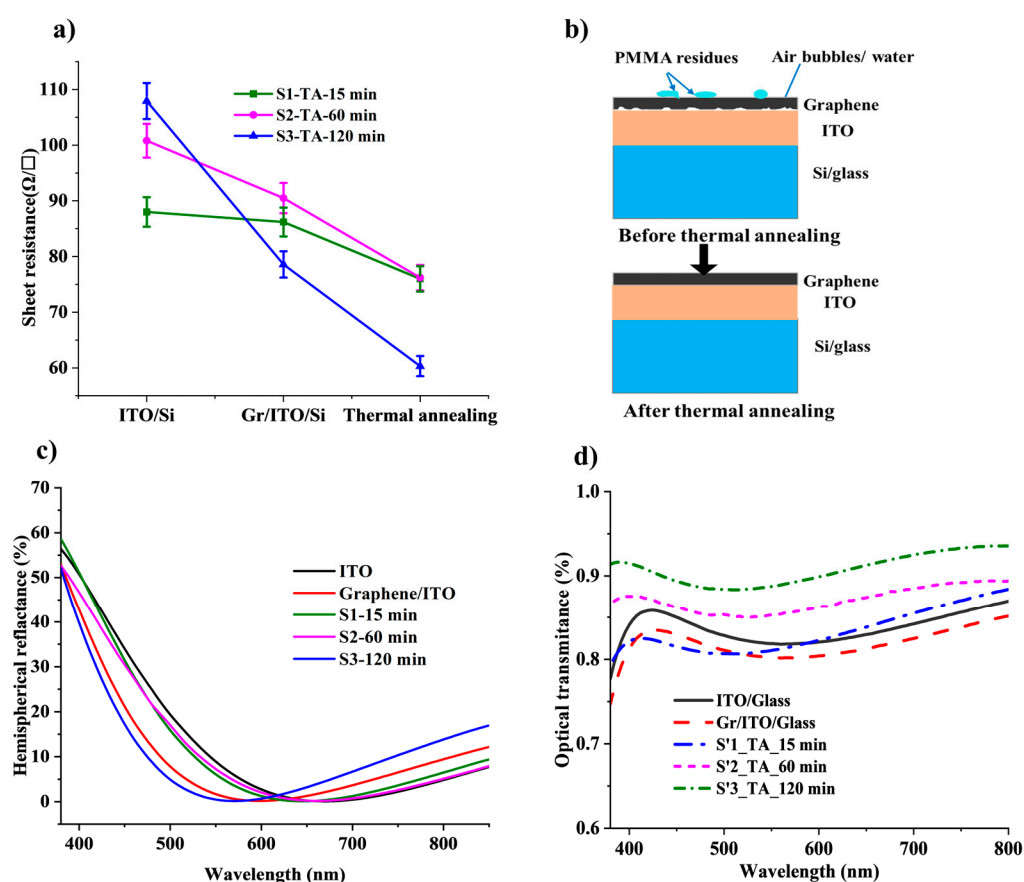 a)
Sheet resistance(Ω/□)
110
100
90
80
70
60
S1-TA-15 min
S2-TA-60 min
S3-TA-120 min
ITO/Si
Gr/ITO/Si
Thermal annealing
b)
PMMA residues
Air bubbles/ water
Graphene
ITO
Si/glass
Before thermal annealing
Graphene
ITO
Si/glass
After thermal annealing
c)
Hemispherical reflactance (%)
70
60
50
40
30
20
10
0
ITO
Graphene/ITO
S1-15 min
S2-60 min
S3-120 min
400
500
600
700
800
Wavelength (nm)
d)
Optical transmitance (%)
1.0
0.9
0.8
0.7
0.6
ITO/Glass
Gr/ITO/Glass
S'1_TA_15 min
S'2_TA_60 min
S'3_TA_120 min
400
500
600
700
800
Wavelength (nm)